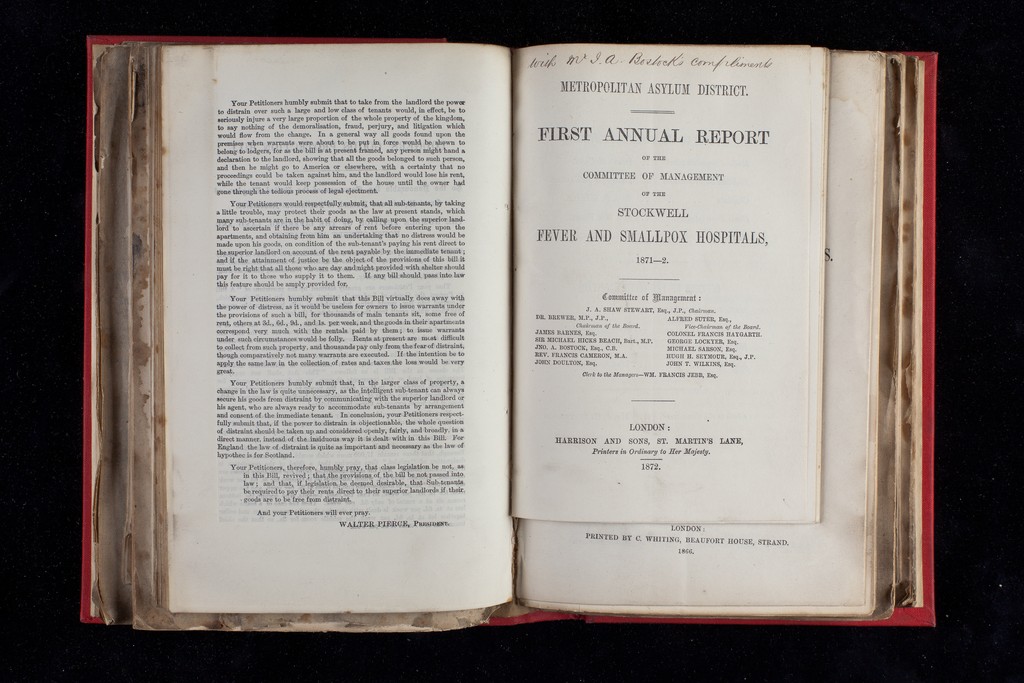 Your Petitioners humbly submit that to take from the landlord the power
to distrain over such a large and low class of tenants would, in effect, be to
seriously injure a very large proportion of the whole property of the kingdom,
to say nothing of the demoralisation, fraud, perjury, and litigation which
would flow from the change. In a general way all goods found upon the
premises when warrants were about to be put in force would be shown to
belong to lodgers, for as the bill is at present framed, any person might hand a
declaration to the landlord, showing that all the goods belonged to such person,
and then he might go to America or elsewhere, with a certainty that no
proceedings could be taken against him, and the landlord would lose his rent,
while the tenant would keep possession of the house until the owner had
gone through the tedious process of legal ejectment.
Your Petitioners would respectfully submit, that all sub-tenants, by taking
a little trouble, may protect their goods as the law at present stands, which
many sub-tenants are in the habit of doing, by calling upon the superior land-
lord to ascertain if there be any arrears of rent before entering upon the
apartments, and obtaining from him an undertaking that no distress would be
made upon his goods, on condition of the sub-tenant's paying his rent direct to
the superior landlord on account of the rent payable by the immediate tenant;
and if the attainment of justice be the object of the provisions of this bill it
must be right that all those who are day and night provided with shelter should
pay for it to those who supply it to them. If any bill should pass into law
this feature should be amply provided for.
Your Petitioners humbly submit that this Bill virtually does away with
the power of distress, as it would be useless for owners to issue warrants under
the provisions of such a bill, for thousands of main tenants sit, some free of
rent, others at 3d., 6d., 9d., and 1s. per week, and the goods in their apartments
correspond very much with the rentals paid by them; to issue warrants
under such circumstances would be folly. Rents at present are most difficult
to collect from such property, and thousands pay only from the fear of distraint,
though comparatively not many warrants are executed. If the intention be to
apply the same law in the collection of rates and taxes the loss would be very
great.
Your Petitioners humbly submit that, in the larger class of property, a
change in the law is quite unnecessary, as the intelligent sub-tenant can always
secure his goods from distraint by communicating with the superior landlord or
his agent, who are always ready to accommodate sub-tenants by arrangement
and consent of the immediate tenant. In conclusion, your Petitioners respect-
fully submit that, if the power to distrain is objectionable, the whole question
of distraint should be taken up and considered openly, fairly, and broadly, in a
direct manner, instead of the insiduous way it is dealt with in this Bill. For
England the law of distraint is quite as important and necessary as the law of
hypothec is for Scotland.
Your Petitioners, therefore, humbly pray, that class legislation be not, as
in this Bill, revived; that the provisions of the bill be not passed into
law; and that, if legislation be deemed desirable, that Sub-tenants
be required to pay their rents direct to their superior landlords if their
goods are to be free from distraint.
And your Petitioners will ever pray.
WALTER PIERCE, PRESIDENT.
With Mr J. A. Bostock's compliments
METROPOLITAN ASYLUM DISTRICT.
FIRST ANNUAL REPORT
OF THE
COMMITTEE OF MANAGEMENT
OF THE
STOCKWELL
FEVER AND SMALLPOX HOSPITALS,
1871—2.
Committee of Management:
J. A. SHAW STEWART, Esq., J.P., Chairman.
DR. BREWER, M.P., J.P.,
Chairman of the Board.
JAMES BARNES, Esq.
SIR MICHAEL HICKS BEACH, Bart., M.P.
JNO. A. BOSTOCK, Esq., C.B.
REV. FRANCIS CAMERON, M.A.
JOHN DOULTON, Esq.
ALFRED SUTER, Esq.,
Vice-Chairman of the Board.
COLONEL FRANCIS HAYGARTH.
GEORGE LOCKYER, Esq.
MICHAEL SARSON, Esq.
HUGH H. SEYMOUR, Esq., J.P.
JOHN T. WILKINS, Esq.
Clerk to the Managers—WM. FRANCIS JEBB, Esq.
LONDON:
HARRISON AND SONS, ST. MARTIN'S LANE,
Printers in Ordinary to Her Majesty.
1872.
S.
LONDON:
PRINTED BY C. WHITING, BEAUFORT HOUSE, STRAND.
1866.